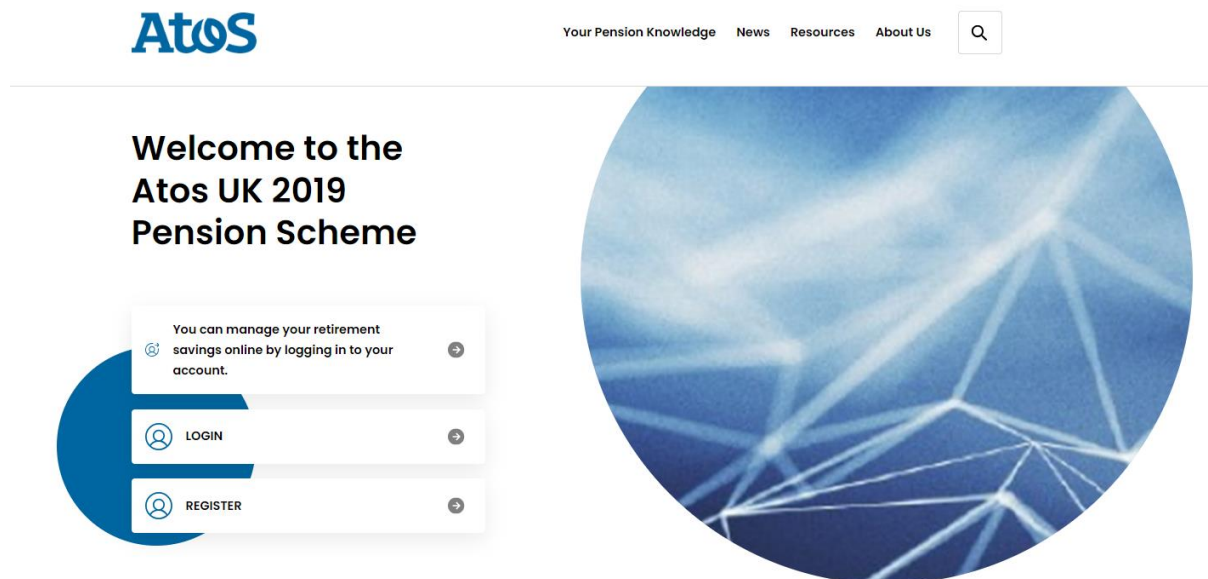 Atos
Your Pension Knowledge News Resources About Us
Welcome to the
Atos UK 2019
Pension Scheme
You can manage your retirement
savings online by logging in to your
account.
LOGIN
REGISTER